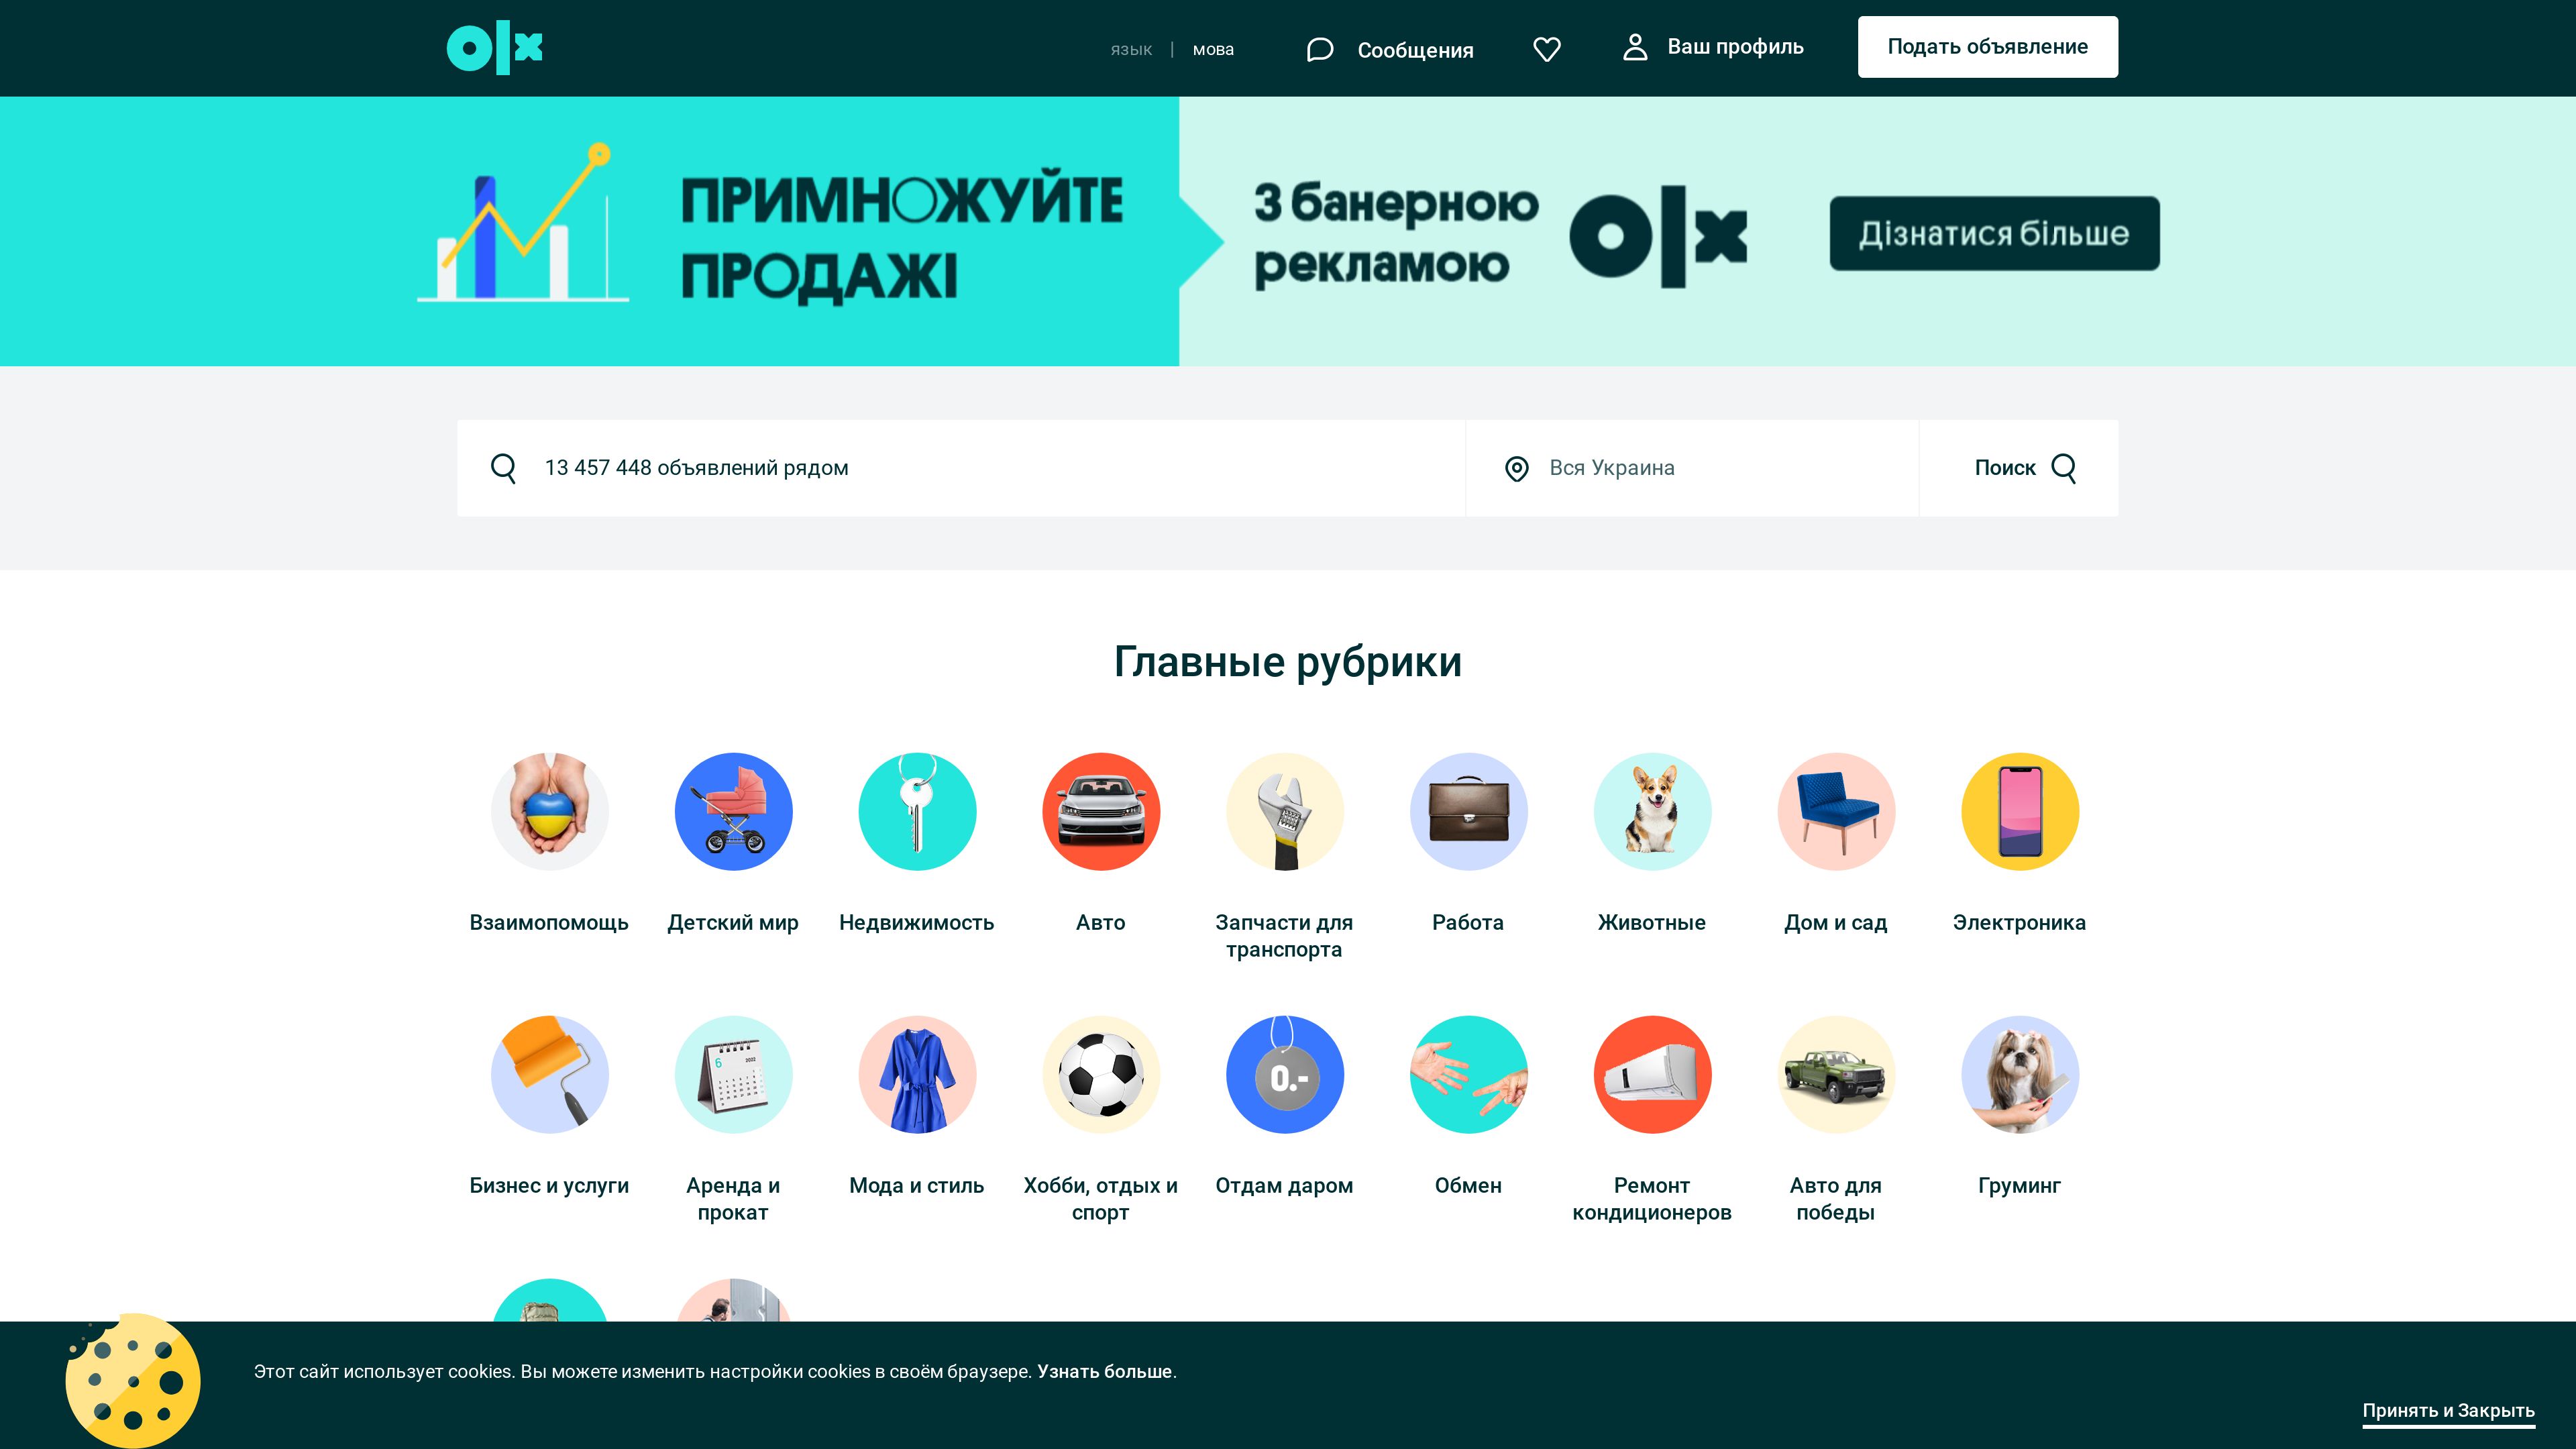 olx
язык | мова
Сообщения
Ваш профиль
Подать объявление
ПРИМНОЖУЙТЕ
ПРОДАЖІ
З банерною
рекламою
olx
Дізнатися більше
13 457 448 объявлений рядом
Вся Украина
Поиск
Главные рубрики
Взаимопомощь
Детский мир
Недвижимость
Авто
Запчасти для
транспорта
Работа
Животные
Дом и сад
Электроника
6
2022
0.-
Бизнес и услуги
Аренда и
прокат
Мода и стиль
Хобби, отдых и
спорт
Отдам даром
Обмен
Ремонт
кондиционеров
Авто для
победы
Груминг
Этот сайт использует cookies. Вы можете изменить настройки cookies в своём браузере. Узнать больше.
Принять и Закрыть